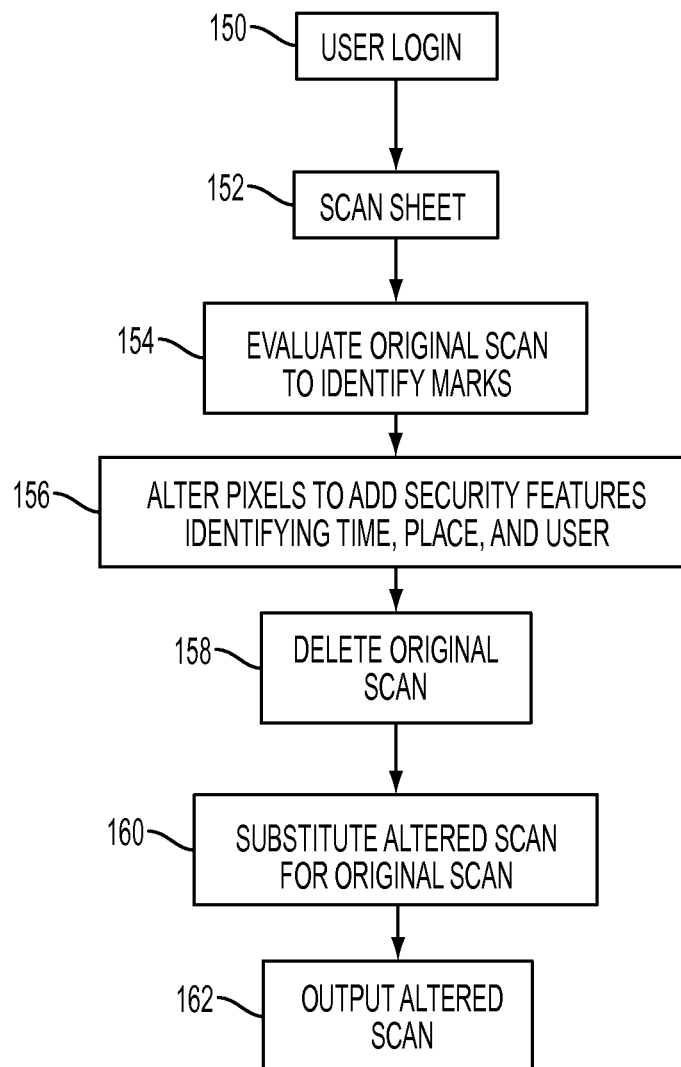 150
USER LOGIN
152
SCAN SHEET
154
EVALUATE ORIGINAL SCAN
TO IDENTIFY MARKS
156
ALTER PIXELS TO ADD SECURITY FEATURES
IDENTIFYING TIME, PLACE, AND USER
158
DELETE ORIGINAL
SCAN
160
SUBSTITUTE ALTERED SCAN
FOR ORIGINAL SCAN
162
OUTPUT ALTERED
SCAN